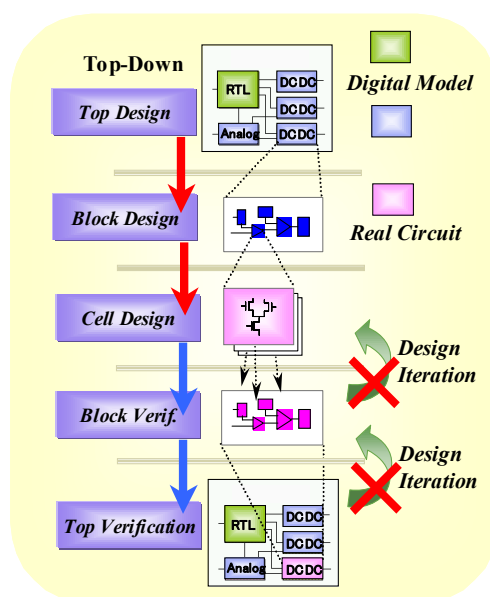 Top-Down
Top Design
RTL
Analog
DCDC
DCDC
DCDC
Digital Model
Block Design
Real Circuit
Cell Design
Design
Iteration
Block Verif.
Design
Iteration
Top Verification
RTL
Analog
DCDC
DCDC
DCDC